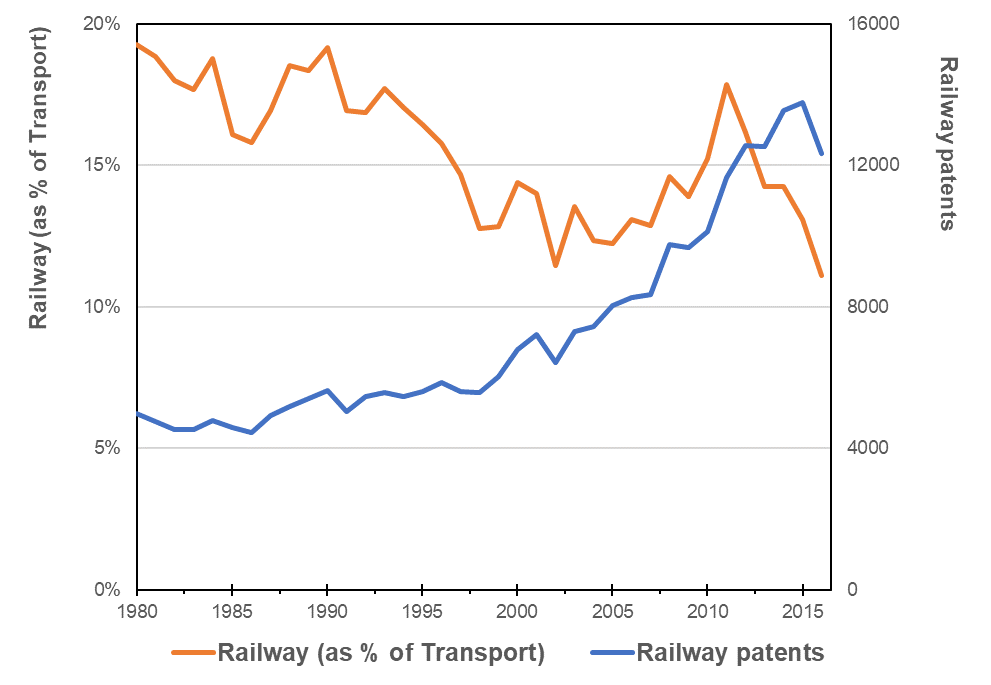 20%
15%
10%
5%
0%
Railway (as % of Transport)
16000
12000
8000
4000
0
Railway patents
1980 1985 1990 1995 2000 2005 2010 2015
Railway (as % of Transport) Railway patents